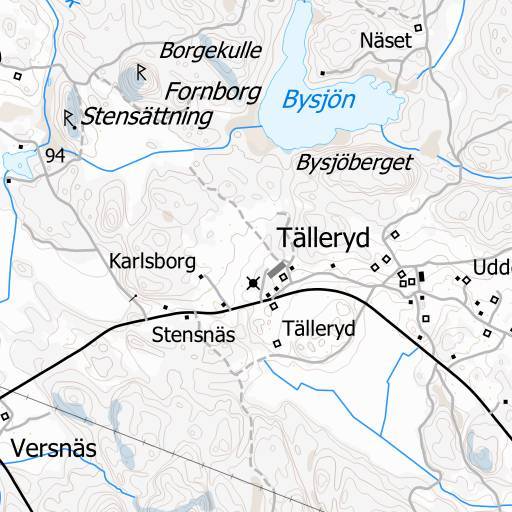 Näset
Borgekulle
Fornborg
Bysjön
Stensättning
94
Bysjöberget
Tälleryd
Karlsborg
Udde
Stensnäs
Tälleryd
Versnäs